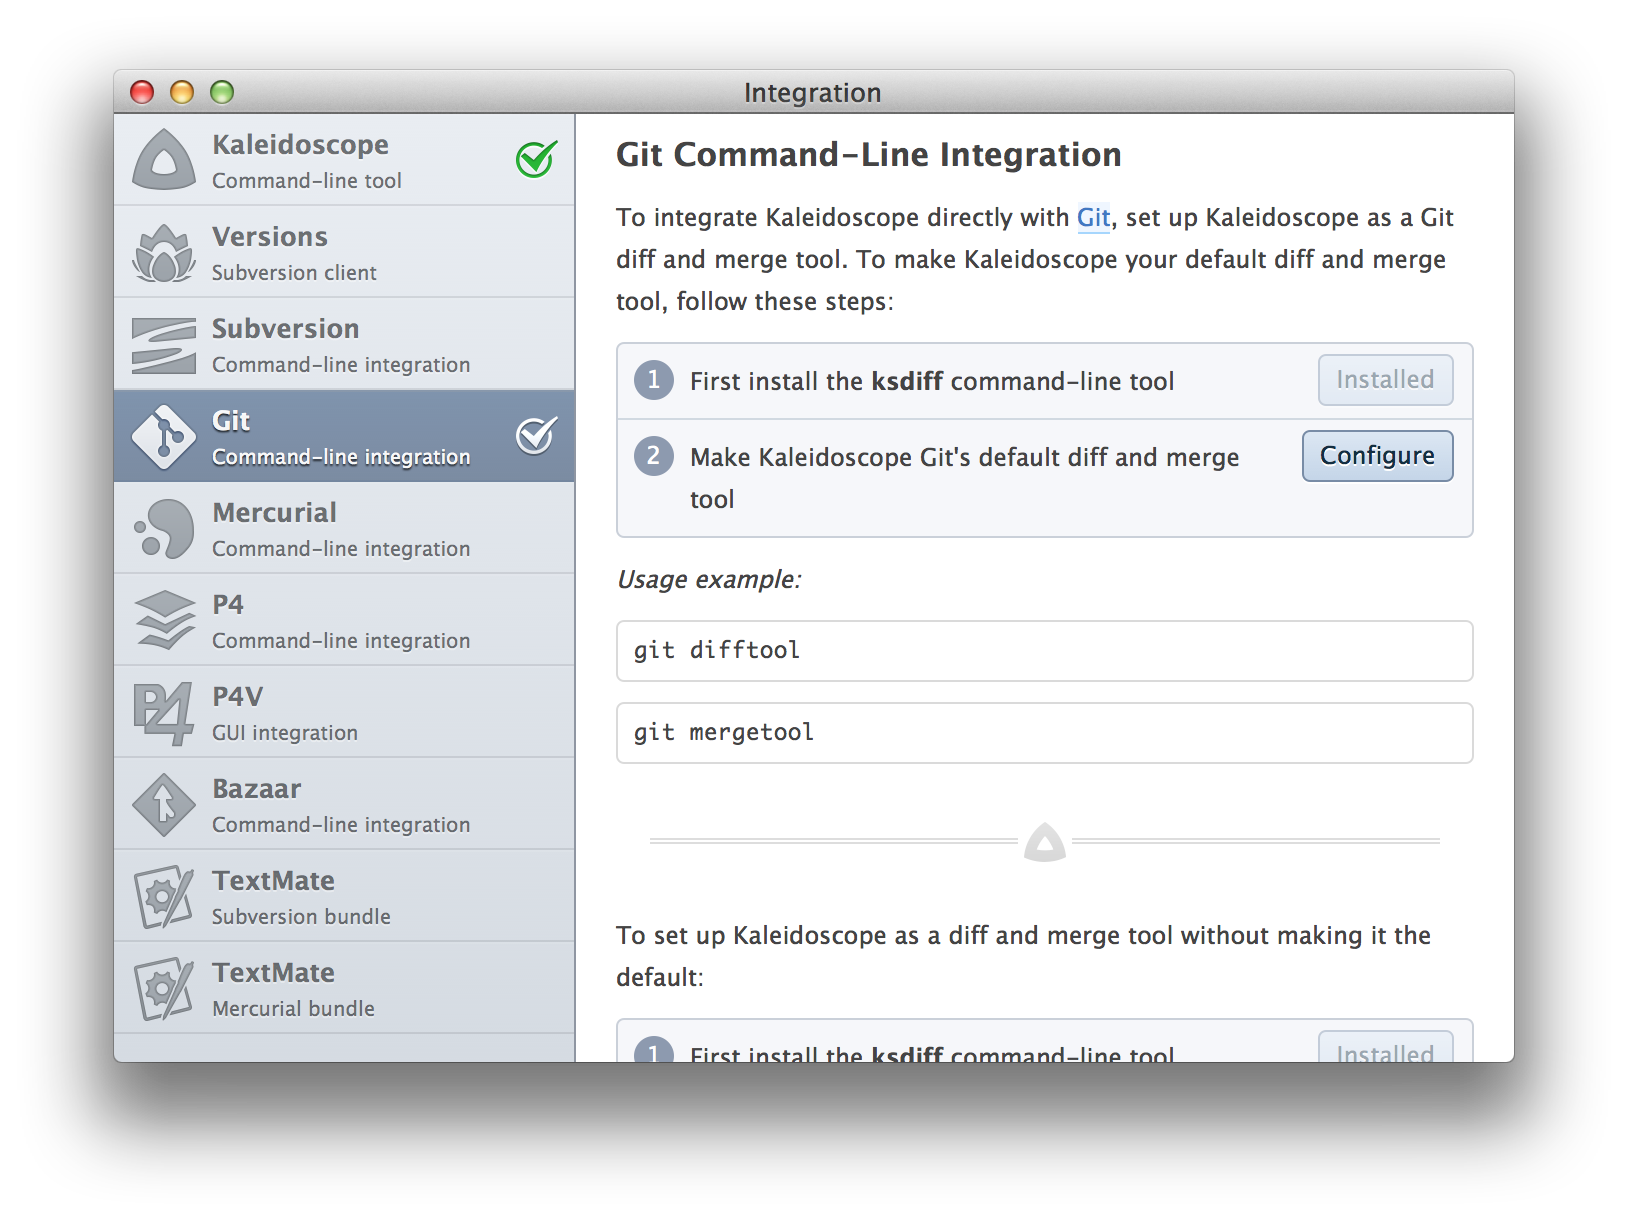 Integration
Kaleidoscope
Command-line tool
Versions
Subversion client
Subversion
Command-line integration
Git
Command-line integration
Mercurial
Command-line integration
P4
Command-line integration
P4
P4V
GUI integration
Bazaar
Command-line integration
TextMate
Subversion bundle
TextMate
Mercurial bundle
Git Command-Line Integration
To integrate Kaleidoscope directly with Git, set up Kaleidoscope as a Git
diff and merge tool. To make Kaleidoscope your default diff and merge
tool, follow these steps:
1 First install the ksdiff command-line tool Installed
2 Make Kaleidoscope Git's default diff and merge Configure
tool
Usage example:
git difftool
git mergetool
To set up Kaleidoscope as a diff and merge tool without making it the
default:
1 First install the ksdiff command-line tool Installed